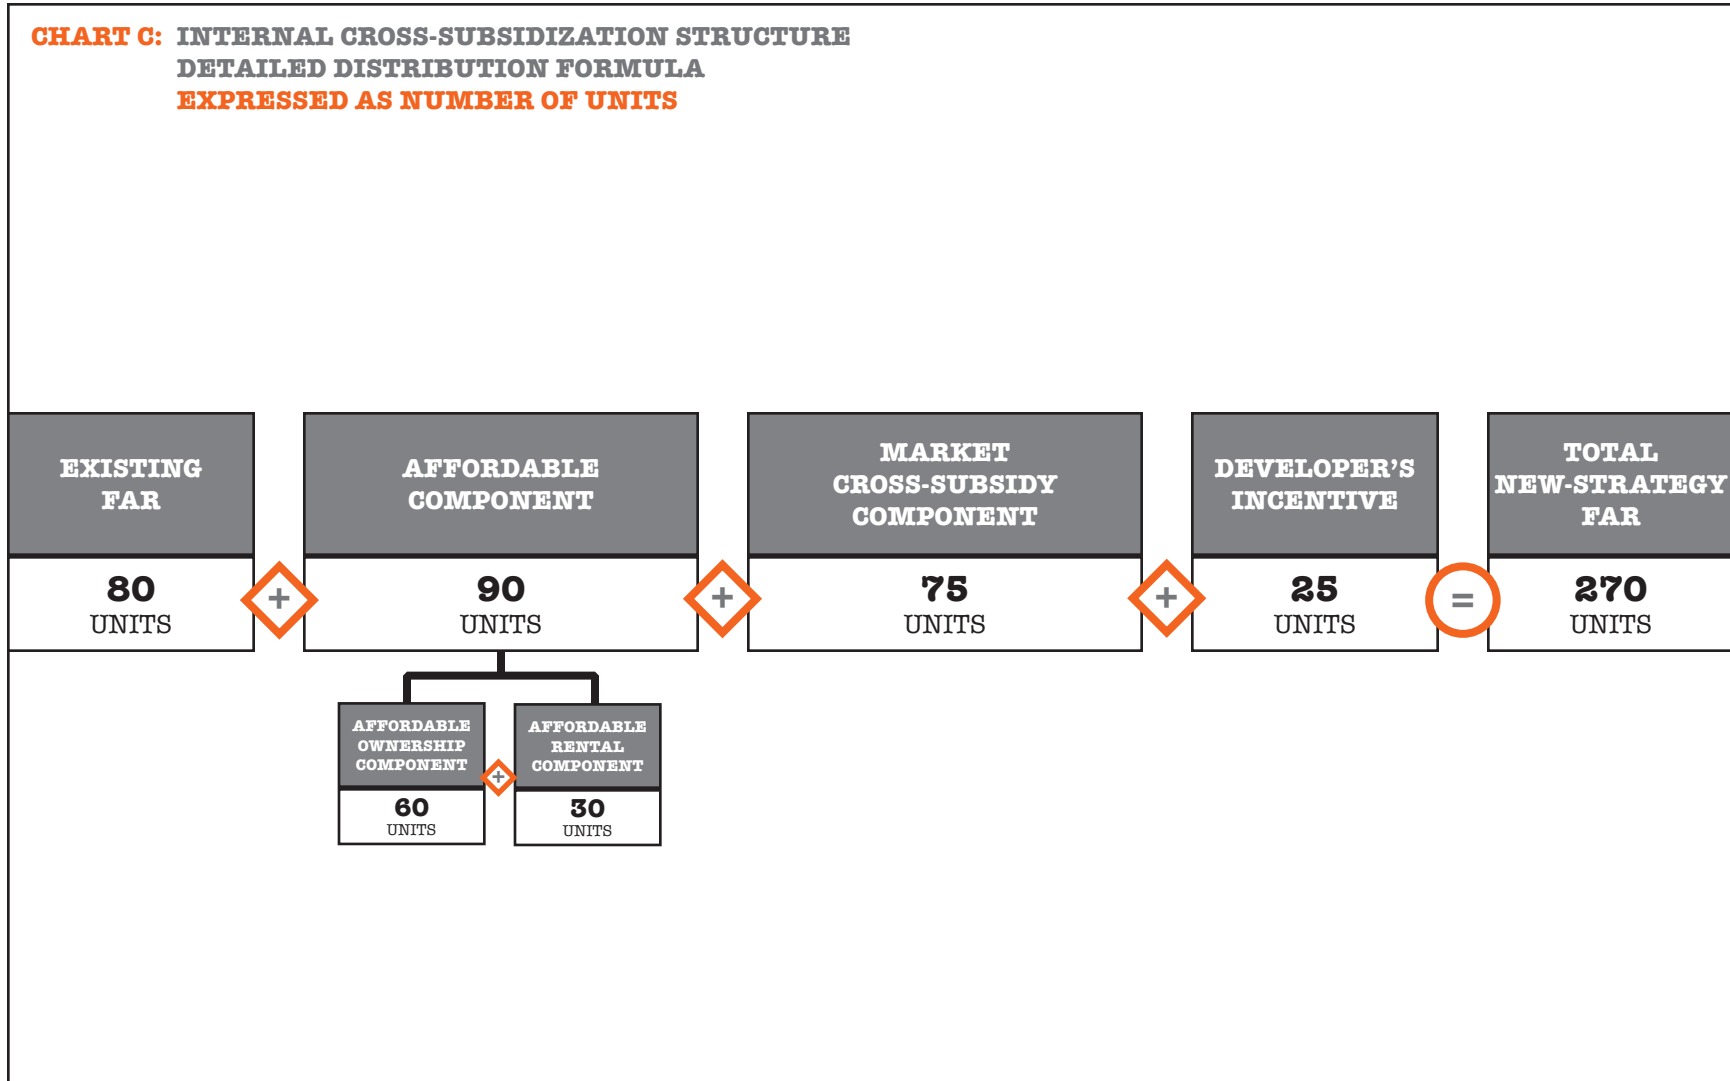 CHART C: INTERNAL CROSS-SUBSIDIZATION STRUCTURE
DETAILED DISTRIBUTION FORMULA
EXPRESSED AS NUMBER OF UNITS
EXISTING
FAR
80
UNITS
+
AFFORDABLE
COMPONENT
90
UNITS
+
MARKET
CROSS-SUBSIDY
COMPONENT
75
UNITS
+
DEVELOPER'S
INCENTIVE
25
UNITS
=
TOTAL
NEW-STRATEGY
FAR
270
UNITS
AFFORDABLE
OWNERSHIP
COMPONENT
60
UNITS
+
AFFORDABLE
RENTAL
COMPONENT
30
UNITS